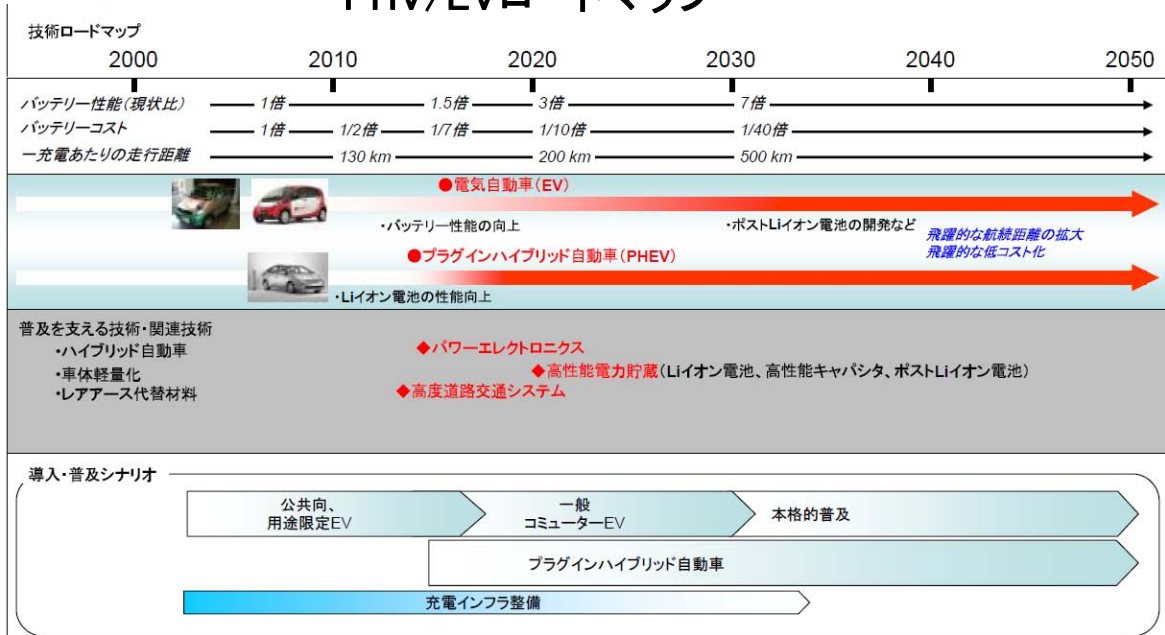 PHV/EVロードマップ
技術ロードマップ
2000 2010 2020 2030 2040 2050
バッテリー性能(現状比) 1倍 1.5倍 3倍 7倍
バッテリーコスト 1倍 1/2倍 1/7倍 1/10倍 1/40倍
一充電あたりの走行距離 130 km 200 km 500 km
●電気自動車(EV)
・バッテリー性能の向上 ・ポストLiイオン電池の開発など
飛躍的な航続距離の拡大
飛躍的な低コスト化
●プラグインハイブリッド自動車(PHEV)
・Liイオン電池の性能向上
普及を支える技術・関連技術
・ハイブリッド自動車
・車体軽量化
・レアアース代替材料
◆パワーエレクトロニクス
◆高性能電力貯蔵(Liイオン電池、高性能キャパシタ、ポストLiイオン電池)
◆高度道路交通システム
導入・普及シナリオ
公共向、
用途限定EV
一般
コミューターEV
本格的普及
プラグインハイブリッド自動車
充電インフラ整備